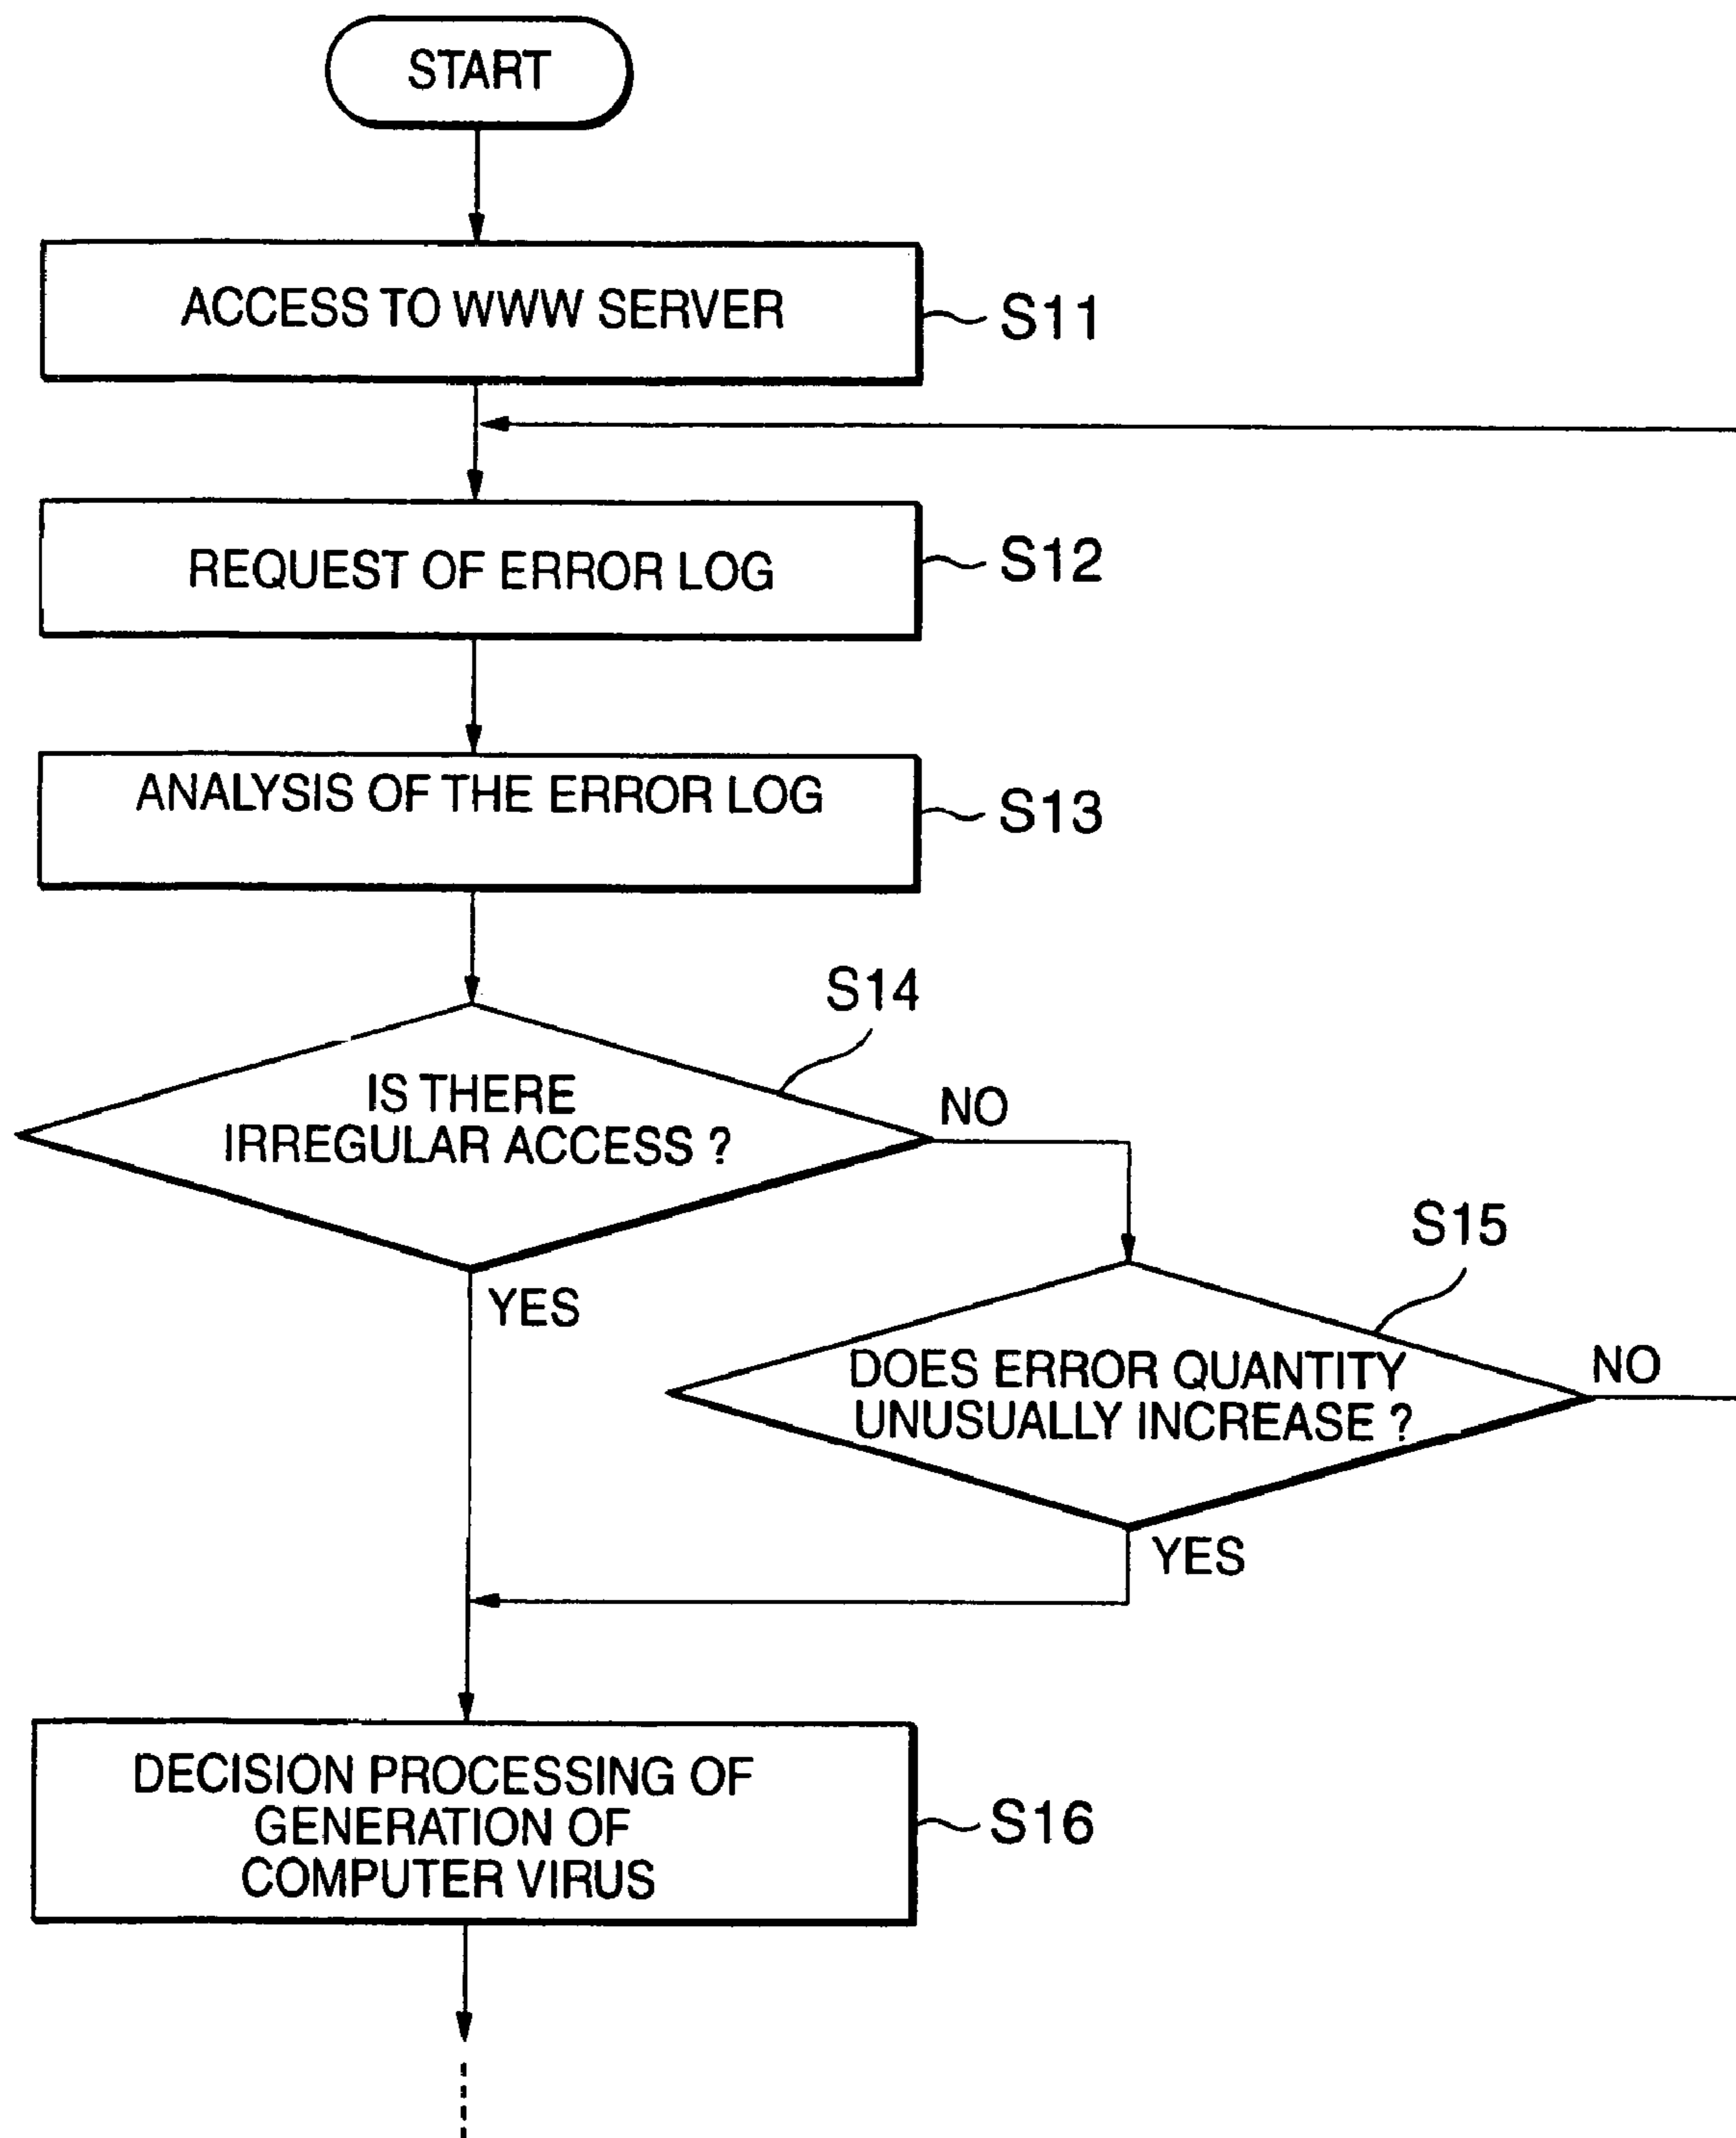 START
ACCESS TO WWW SERVER
S11
REQUEST OF ERROR LOG
S12
ANALYSIS OF THE ERROR LOG
S13
S14
IS THERE
IRREGULAR ACCESS ?
NO
YES
S15
DOES ERROR QUANTITY
UNUSUALLY INCREASE ?
NO
YES
DECISION PROCESSING OF
GENERATION OF
COMPUTER VIRUS
S16